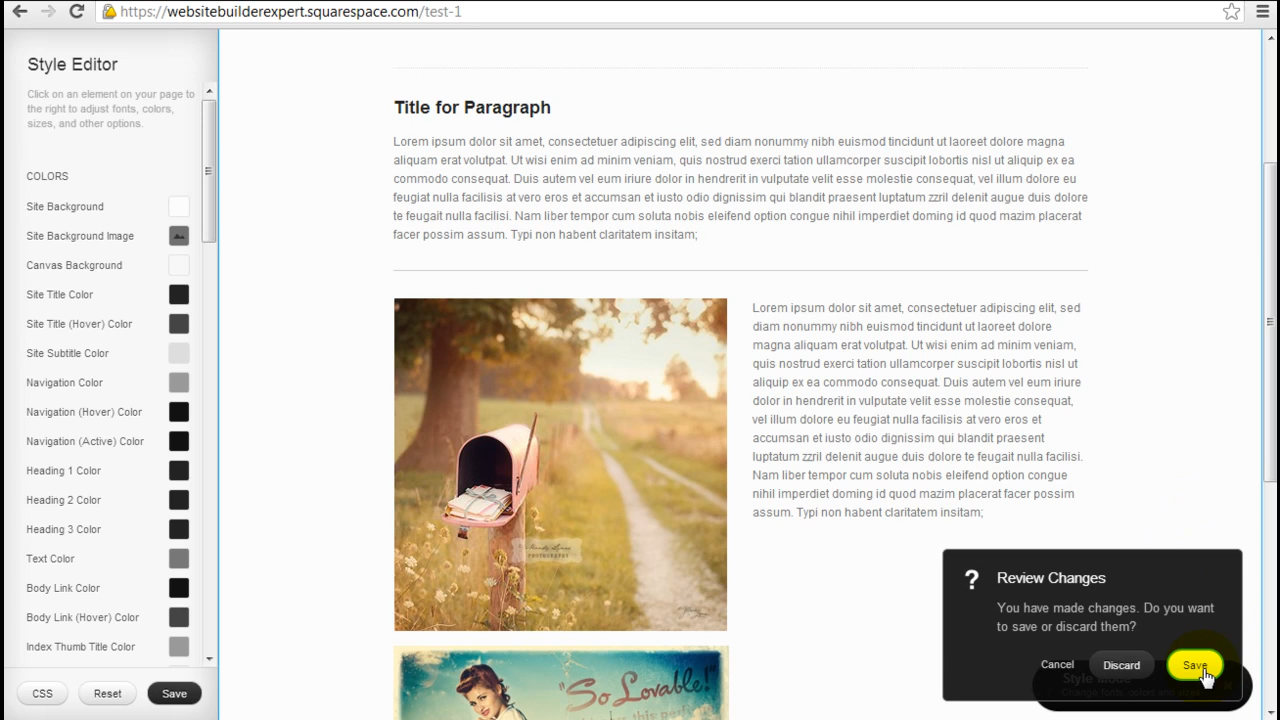 https://websitebuilderexpert.squarespace.com/test-1
Style Editor
Click on an element on your page to
the right to adjust fonts, colors,
sizes, and other options.
COLORS
Site Background
Site Background Image
Canvas Background
Site Title Color
Site Title (Hover) Color
Site Subtitle Color
Navigation Color
Navigation (Hover) Color
Navigation (Active) Color
Heading 1 Color
Heading 2 Color
Heading 3 Color
Text Color
Body Link Color
Body Link (Hover) Color
Index Thumb Title Color
CSS
Reset
Save
Title for Paragraph
Lorem ipsum dolor sit amet, consectetuer adipiscing elit, sed diam nonummy nibh euismod tincidunt ut laoreet dolore magna
aliquam erat volutpat. Ut wisi enim ad minim veniam, quis nostrud exerci tation ullamcorper suscipit lobortis nisl ut aliquip ex ea
commodo consequat. Duis autem vel eum iriure dolor in hendrerit in vulputate velit esse molestie consequat, vel illum dolore eu
feugiat nulla facilisis at vero eros et accumsan et iusto odio dignissim qui blandit praesent luptatum zzril delenit augue duis dolore
te feugait nulla facilisi. Nam liber tempor cum soluta nobis eleifend option congue nihil imperdiet doming id quod mazim placerat
facer possim assum. Typi non habent claritatem insitam;
Lorem ipsum dolor sit amet, consectetuer adipiscing elit, sed
diam nonummy nibh euismod tincidunt ut laoreet dolore
magna aliquam erat volutpat. Ut wisi enim ad minim veniam,
quis nostrud exerci tation ullamcorper suscipit lobortis nisl ut
aliquip ex ea commodo consequat. Duis autem vel eum iriure
dolor in hendrerit in vulputate velit esse molestie consequat,
vel illum dolore eu feugiat nulla facilisis at vero eros et
accumsan et iusto odio dignissim qui blandit praesent
luptatum zzril delenit augue duis dolore te feugait nulla facilisi.
Nam liber tempor cum soluta nobis eleifend option congue
nihil imperdiet doming id quod mazim placerat facer possim
assum. Typi non habent claritatem insitam;
PHOTOGRAPHY
"So Lovable!"
Review Changes
You have made changes. Do you want
to save or discard them?
Cancel
Discard
Save
Style Mode
Change fonts, colors and sizes